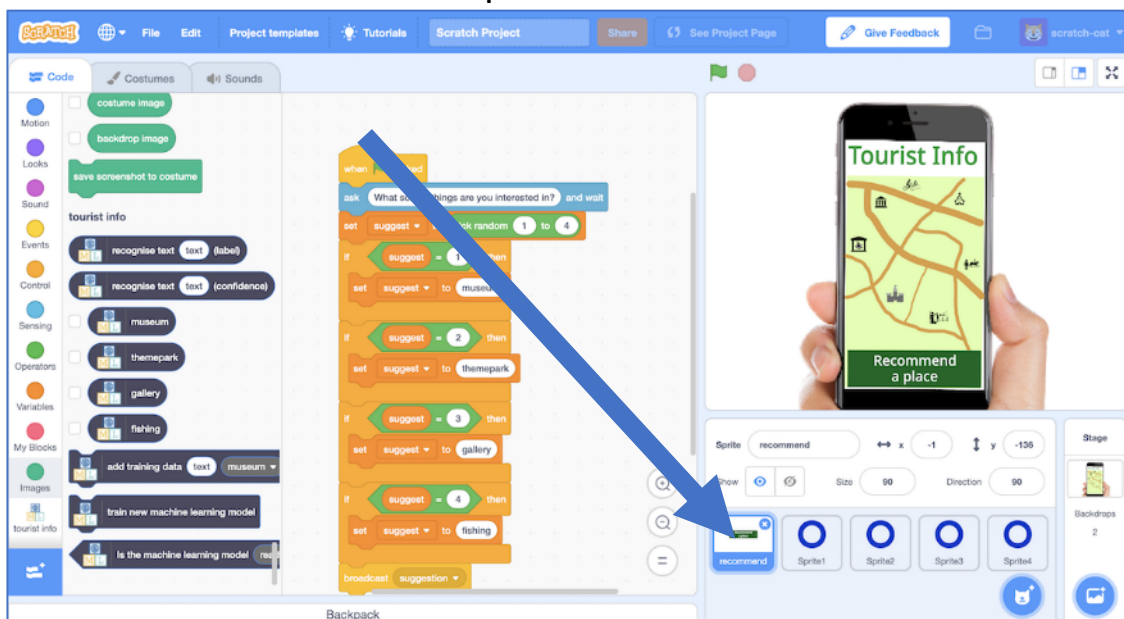 SCRATCH File Edit Project templates Tutorials Scratch Project Share See Project Page Give Feedback scratch-cat
Code Costumes Sounds
Motion
Looks
Sound
Events
Control
Sensing
Operators
Variables
My Blocks
Images
tourist info
costume image
backdrop image
save screenshot to costume
tourist info
recognise text text (label)
recognise text text (confidence)
museum
themepark
gallery
fishing
add training data text museum
train new machine learning model
Is the machine learning model
when
ask What things are you interested in? and wait
set suggest random 1 to 4
if suggest = 1 then
set suggest to
if suggest = 2 then
set suggest to themepark
if suggest = 3 then
set suggest to gallery
if suggest = 4 then
set suggest to fishing
broadcast suggestion
Backpack
Tourist Info
Recommend
a place
Sprite recommend x -1 y -136
Show Size 90 Direction 90
recommend Sprite1 Sprite2 Sprite3 Sprite4
Stage
Backdrops
2